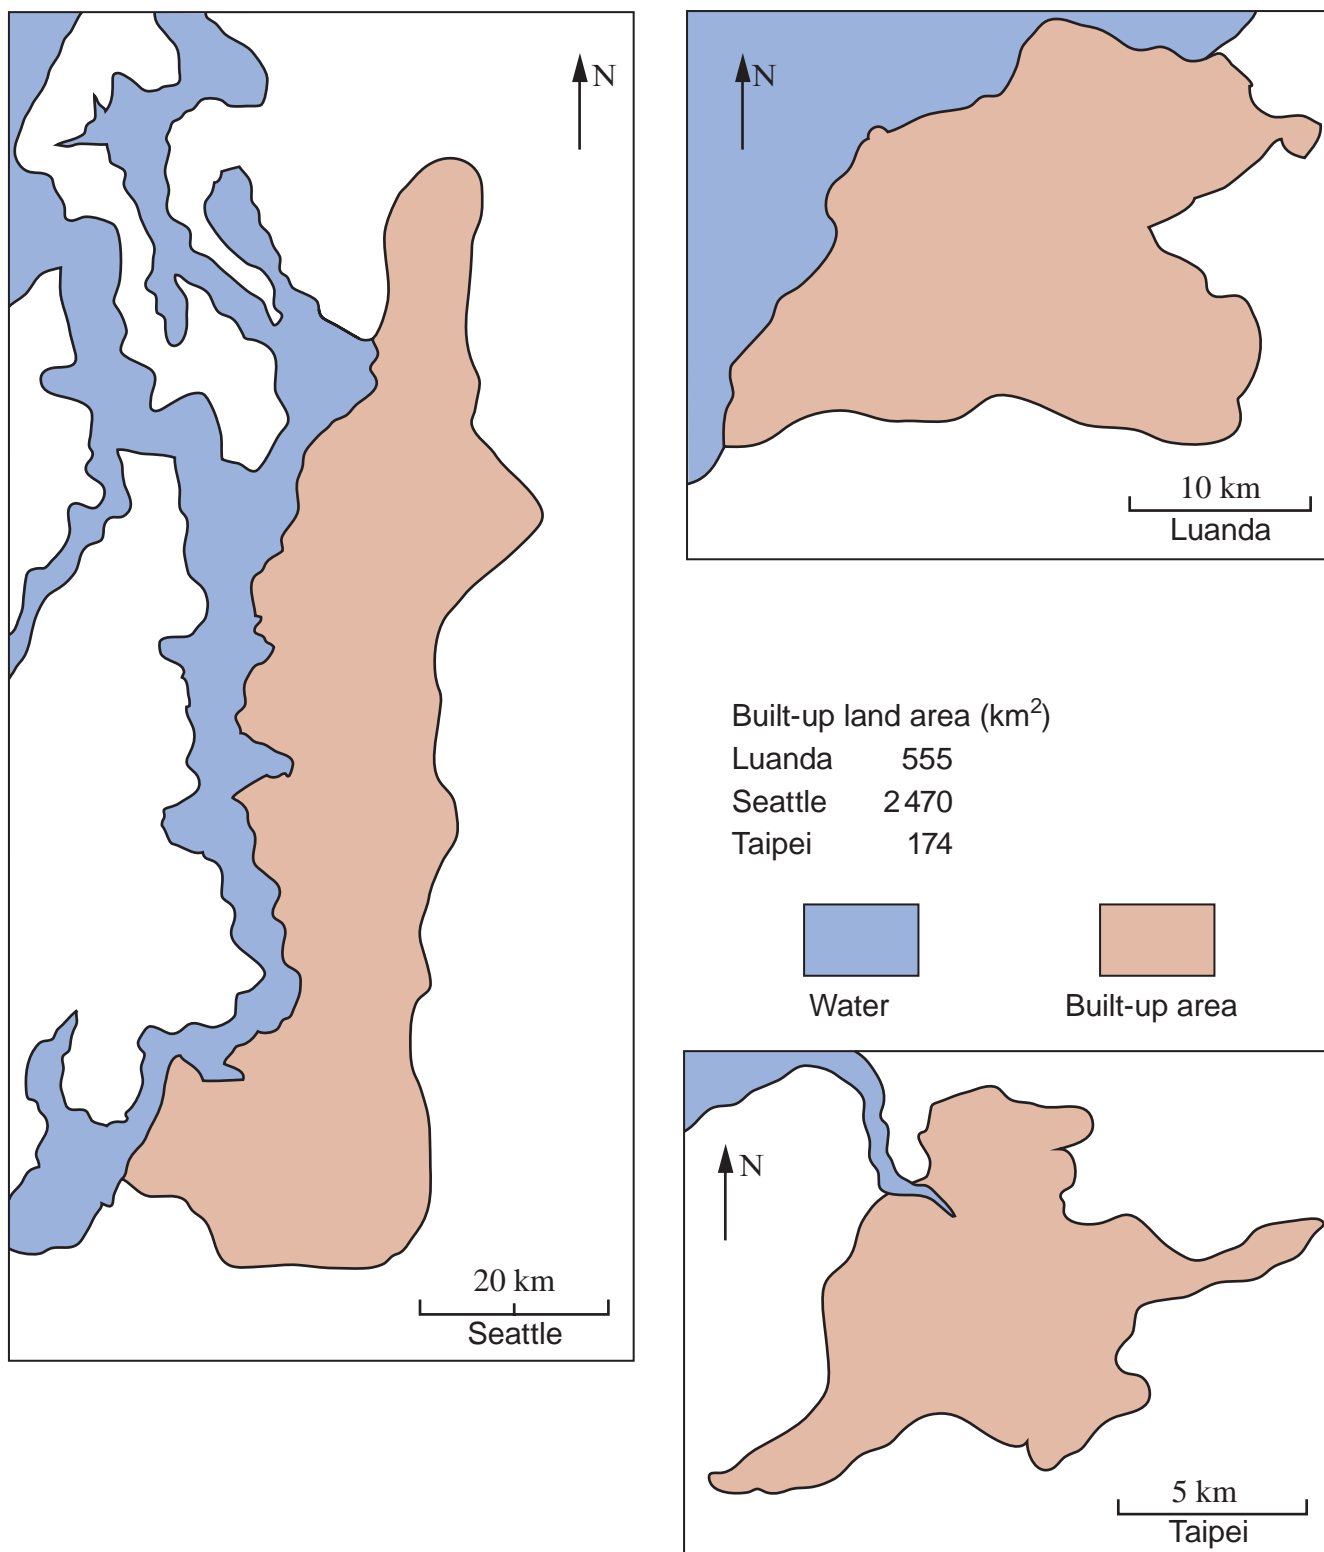 N
20 km
Seattle
N
10 km
Luanda
Built-up land area (km²)
Luanda 555
Seattle 2 470
Taipei 174
Water Built-up area
N
5 km
Taipei